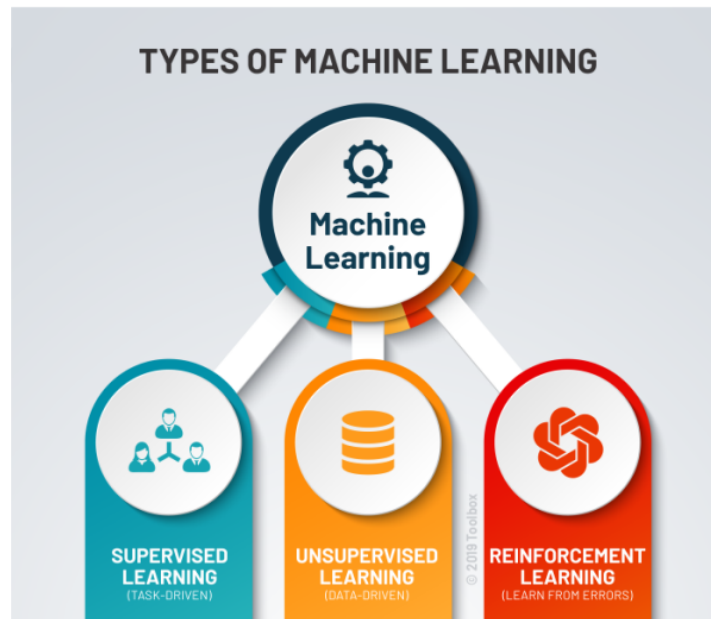 TYPES OF MACHINE LEARNING
Machine
Learning
SUPERVISED
LEARNING
(TASK-DRIVEN)
UNSUPERVISED
LEARNING
(DATA-DRIVEN)
© 2019 Toolbox
REINFORCEMENT
LEARNING
(LEARN FROM ERRORS)